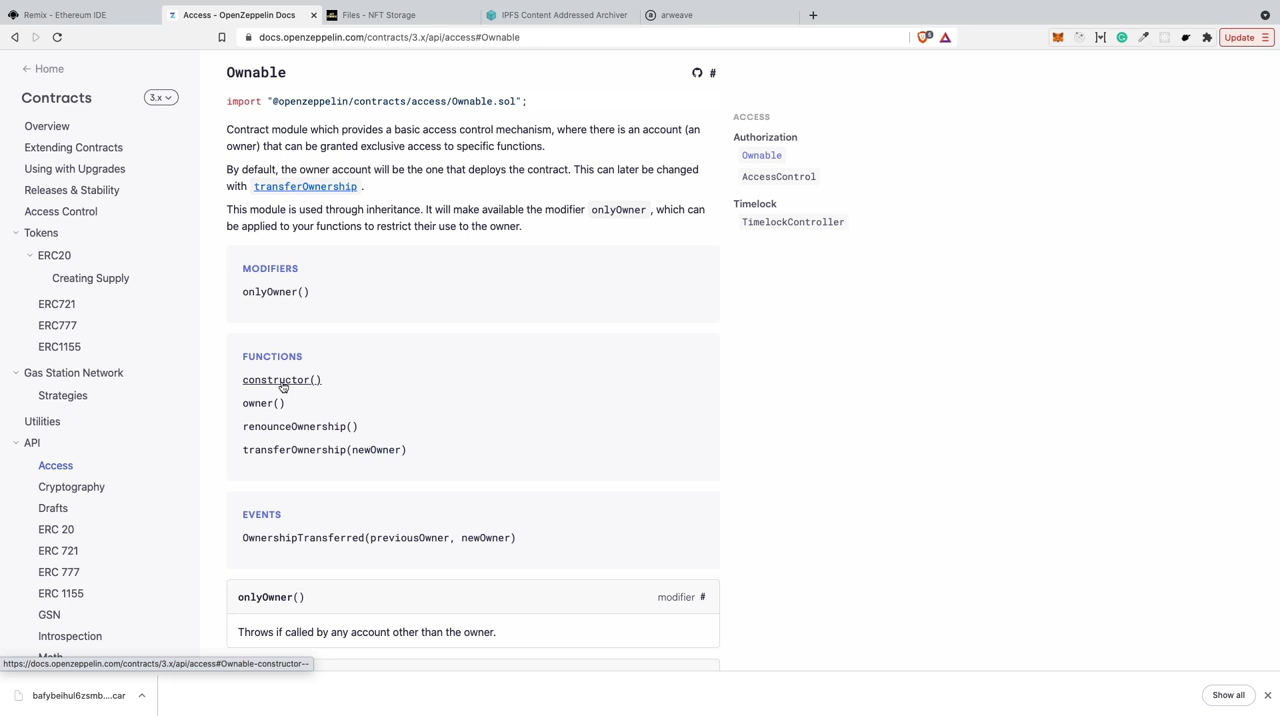 Remix - Ethereum IDE
Access - OpenZeppelin Docs
Files - NFT Storage
IPFS Content Addressed Archiver
arweave
docs.openzeppelin.com/contracts/3.x/api/access#Ownable
Update
← Home
Contracts
3.x
Overview
Extending Contracts
Using with Upgrades
Releases & Stability
Access Control
Tokens
ERC20
Creating Supply
ERC721
ERC777
ERC1155
Gas Station Network
Strategies
Utilities
API
Access
Cryptography
Drafts
ERC 20
ERC 721
ERC 777
ERC 1155
GSN
Introspection
Math
Ownable
#
import "@openzeppelin/contracts/access/Ownable.sol";
Contract module which provides a basic access control mechanism, where there is an account (an
owner) that can be granted exclusive access to specific functions.
By default, the owner account will be the one that deploys the contract. This can later be changed
with transferOwnership .
This module is used through inheritance. It will make available the modifier onlyOwner , which can
be applied to your functions to restrict their use to the owner.
MODIFIERS
onlyOwner()
FUNCTIONS
constructor()
owner()
renounceOwnership()
transferOwnership(newOwner)
EVENTS
OwnershipTransferred(previousOwner, newOwner)
onlyOwner() modifier #
Throws if called by any account other than the owner.
ACCESS
Authorization
Ownable
AccessControl
Timelock
TimelockController
https://docs.openzeppelin.com/contracts/3.x/api/access#Ownable-constructor--
bafybeihul6zsmb....car
Show all